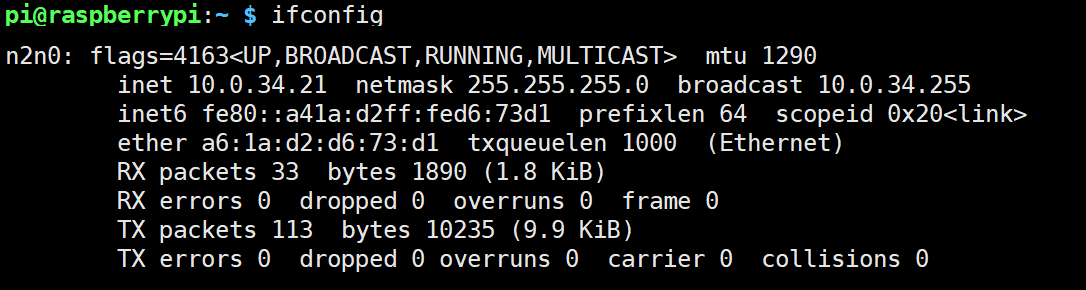 pi@raspberrypi:~ $ ifconfig
n2n0: flags=4163<UP,BROADCAST,RUNNING,MULTICAST>  mtu 1290
        inet 10.0.34.21  netmask 255.255.255.0  broadcast 10.0.34.255
        inet6 fe80::a41a:d2ff:fed6:73d1  prefixlen 64  scopeid 0x20<link>
        ether a6:1a:d2:d6:73:d1  txqueuelen 1000  (Ethernet)
        RX packets 33  bytes 1890 (1.8 KiB)
        RX errors 0  dropped 0  overruns 0  frame 0
        TX packets 113  bytes 10235 (9.9 KiB)
        TX errors 0  dropped 0 overruns 0  carrier 0  collisions 0